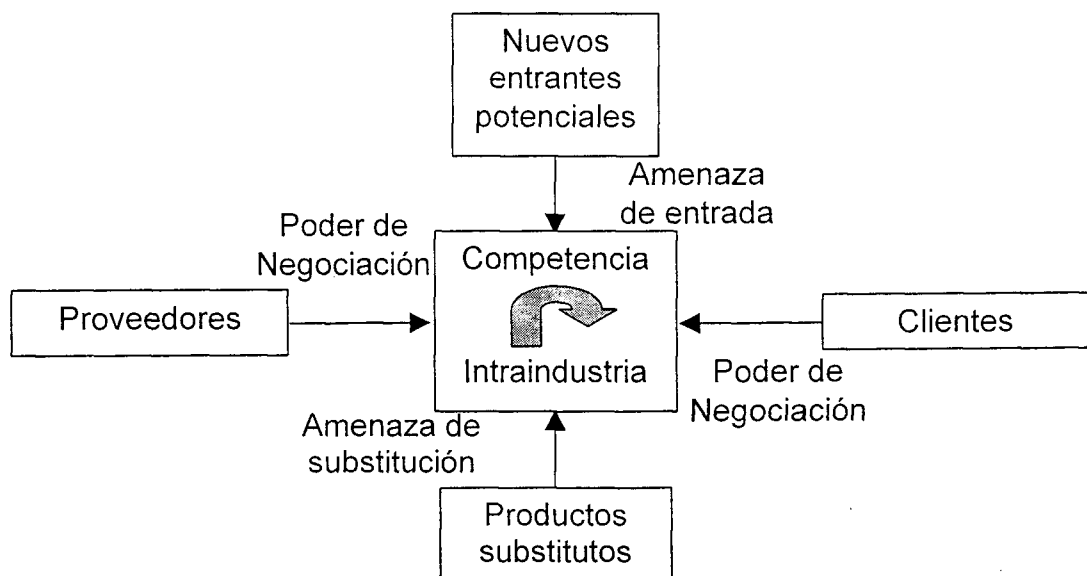 Nuevos
entrantes
potenciales
Amenaza
de entrada
Poder de
Negociación
Competencia
Proveedores
Clientes
Intraindustria
Poder de
Negociación
Amenaza de
substitución
Productos
substitutos